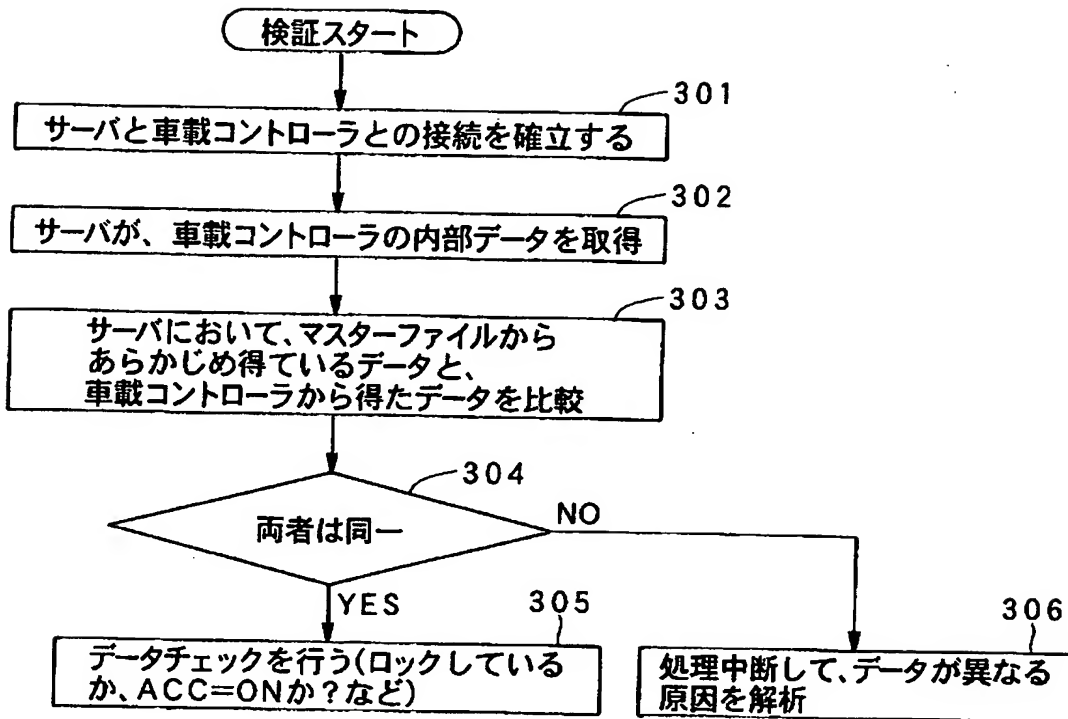 検証スタート
301
サーバと車載コントローラとの接続を確立する
302
サーバが、車載コントローラの内部データを取得
303
サーバにおいて、マスターファイルから
あらかじめ得ているデータと、
車載コントローラから得たデータを比較
304
両者は同一
NO
YES
305
データチェックを行う(ロックしている
か、ACC=ONか?など)
306
処理中断して、データが異なる
原因を解析